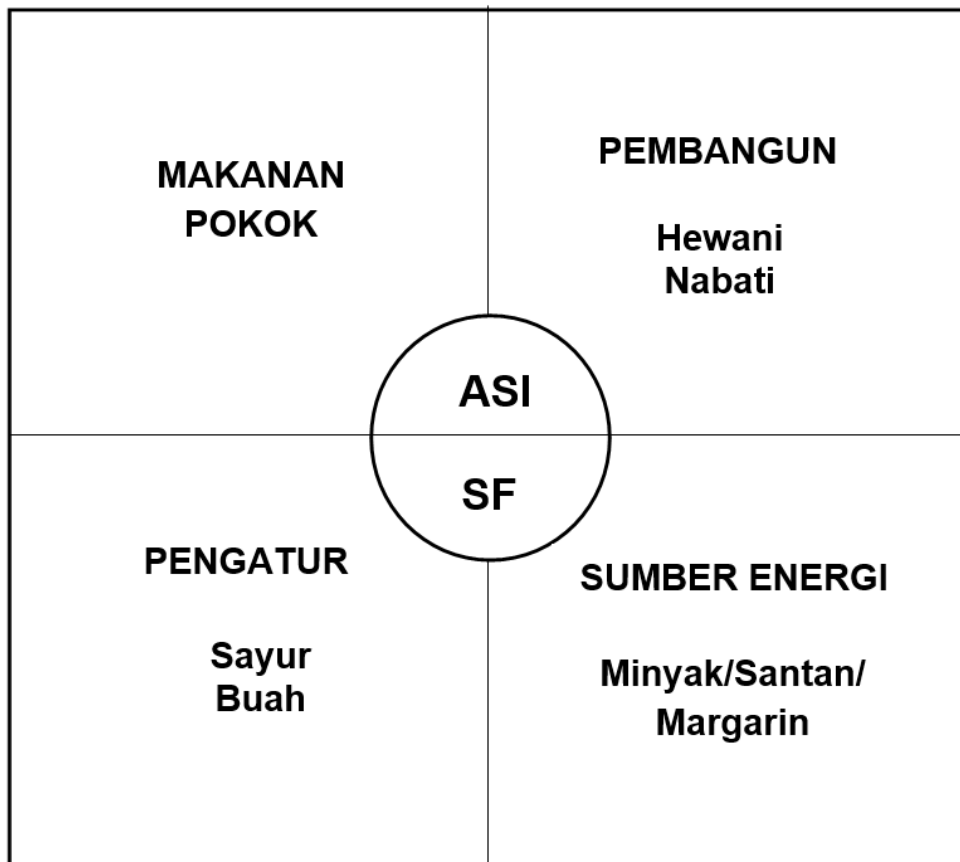 MAKANAN
POKOK
PEMBANGUN
Hewani
Nabati
ASI
SF
PENGATUR
Sayur
Buah
SUMBER ENERGI
Minyak/Santan/
Margarin